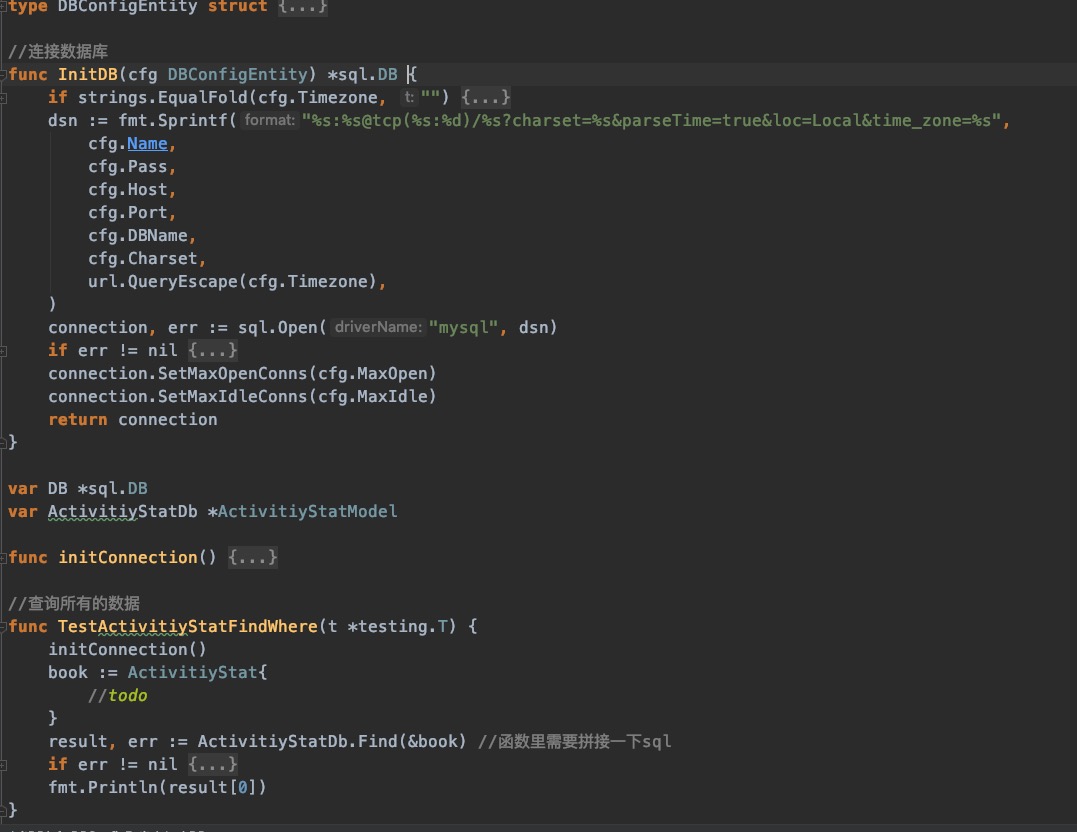 type DBConfigEntity struct {...}
//连接数据库
func InitDB(cfg DBConfigEntity) *sql.DB {
if strings.EqualFold(cfg.Timezone, t: "") {...}
dsn := fmt.Sprintf( format: "%s:%s@tcp(%s:%d)/%s?charset=%s&parseTime=true&loc=Local&time_zone=%s",
cfg.Name,
cfg.Pass,
cfg.Host,
cfg.Port,
cfg.DBName,
cfg.Charset,
url.QueryEscape(cfg.Timezone),
)
connection, err := sql.Open( driverName: "mysql", dsn)
if err != nil {...}
connection.SetMaxOpenConns(cfg.MaxOpen)
connection.SetMaxIdleConns(cfg.MaxIdle)
return connection
}
var DB *sql.DB
var ActivitiyStatDb *ActivitiyStatModel
func initConnection() {...}
//查询所有的数据
func TestActivitiyStatFindWhere(t *testing.T) {
initConnection()
book := ActivitiyStat{
//todo
}
result, err := ActivitiyStatDb.Find(&book) //函数里需要拼接一下sql
if err != nil {...}
fmt.Println(result[0])
}